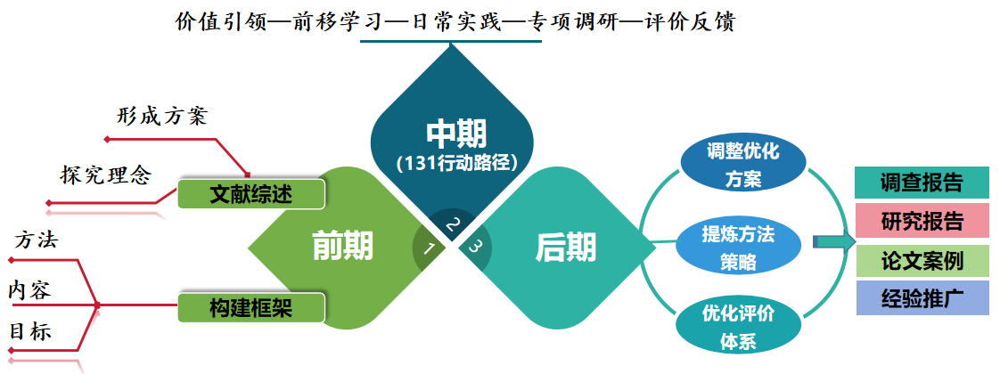 价值引领—前移学习—日常实践—专项调研—评价反馈
形成方案
探究理念
文献综述
方法
内容
目标
构建框架
前期
1
中期
（131行动路径）
2
后期
3
调整优化
方案
提炼方法
策略
优化评价
体系
调查报告
研究报告
论文案例
经验推广